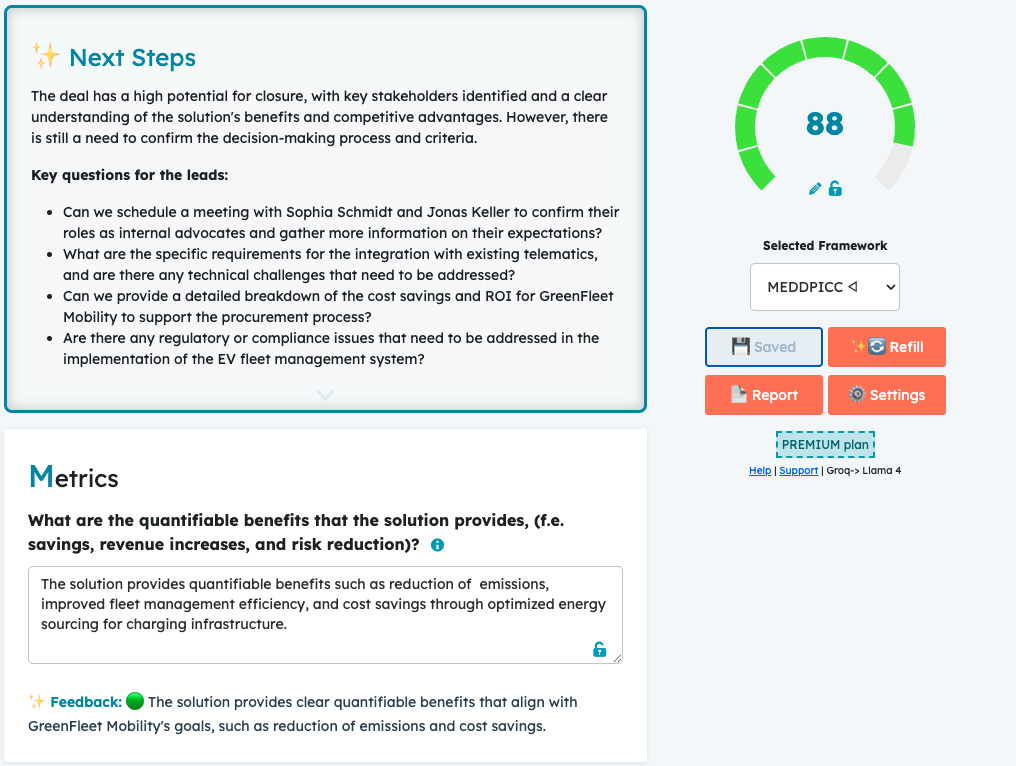 ✨ Next Steps
The deal has a high potential for closure, with key stakeholders identified and a clear
understanding of the solution's benefits and competitive advantages. However, there
is still a need to confirm the decision-making process and criteria.
Key questions for the leads:
• Can we schedule a meeting with Sophia Schmidt and Jonas Keller to confirm their
roles as internal advocates and gather more information on their expectations?
• What are the specific requirements for the integration with existing telematics,
and are there any technical challenges that need to be addressed?
• Can we provide a detailed breakdown of the cost savings and ROI for GreenFleet
Mobility to support the procurement process?
• Are there any regulatory or compliance issues that need to be addressed in the
implementation of the EV fleet management system?
Metrics
What are the quantifiable benefits that the solution provides, (f.e.
savings, revenue increases, and risk reduction)?
The solution provides quantifiable benefits such as reduction of  emissions,
improved fleet management efficiency, and cost savings through optimized energy
sourcing for charging infrastructure.
✨ Feedback: 🟢 The solution provides clear quantifiable benefits that align with
GreenFleet Mobility's goals, such as reduction of emissions and cost savings.
88
Selected Framework
MEDDPICC ᐊ
💾 Saved
✨🔄 Refill
Report
⚙️ Settings
PREMIUM plan
Help | Support | Groq-> Llama 4